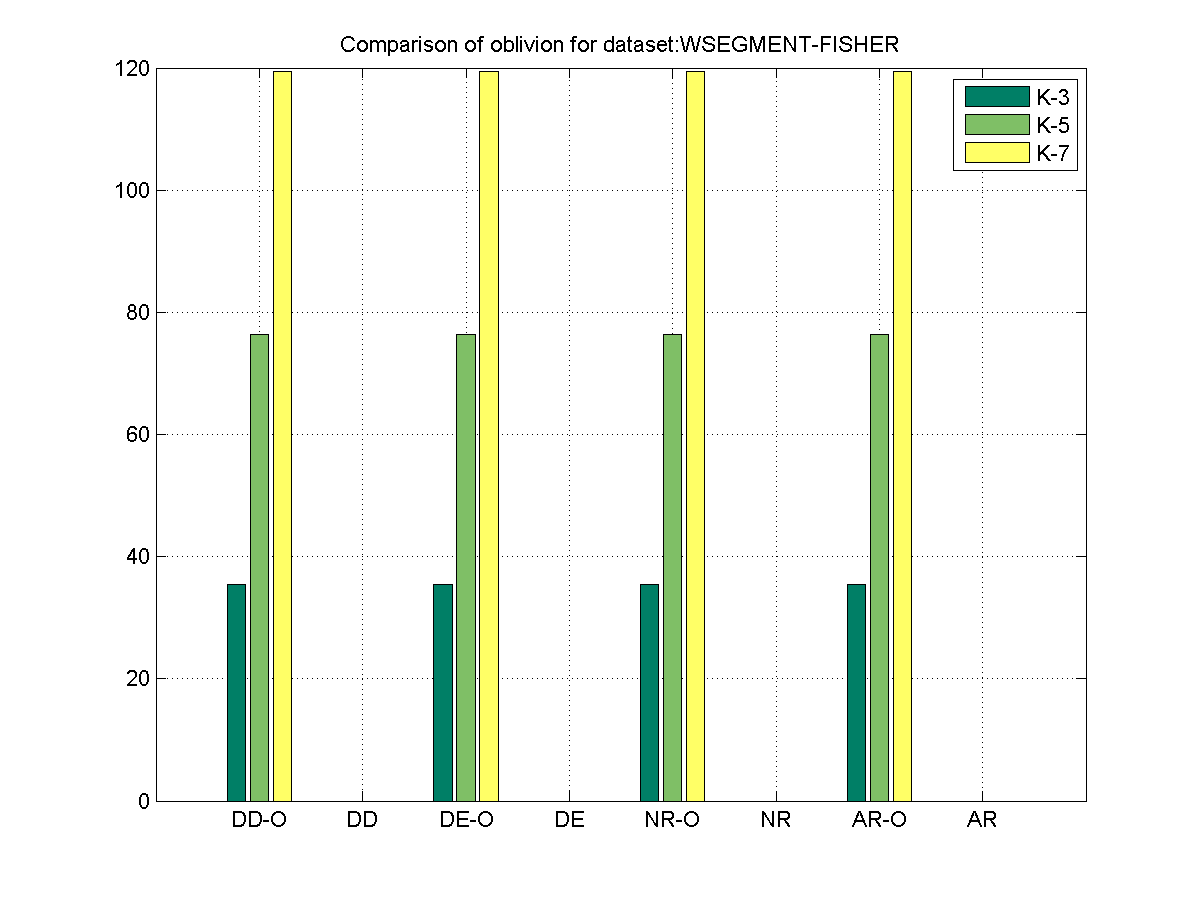 Comparison of oblivion for dataset:WSEGMENT-FISHER
120
100
80
60
40
20
0
K-3
K-5
K-7
DD-O DD DE-O DE NR-O NR AR-O AR